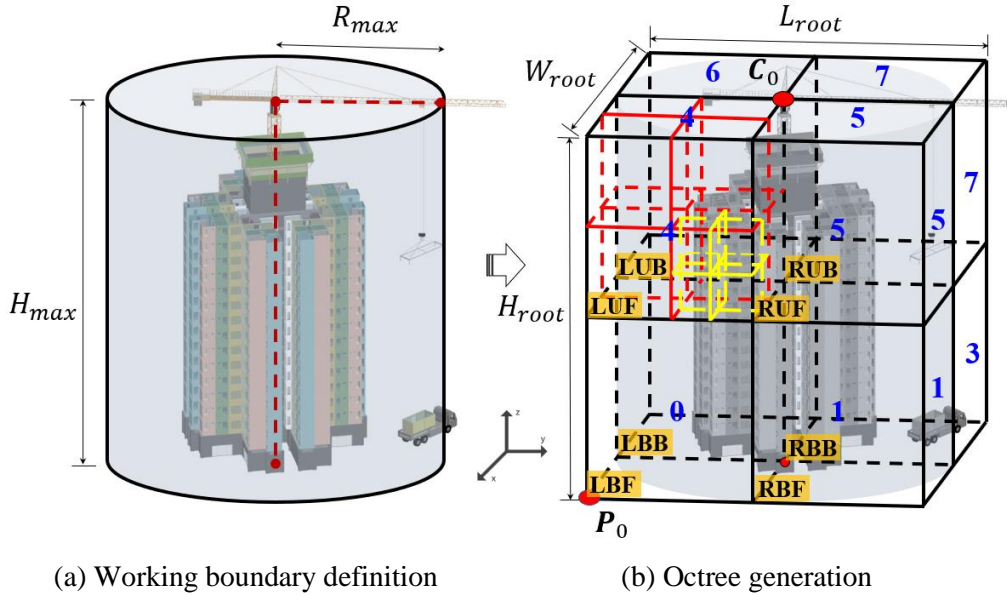 R_max
H_max
z
y
x
L_root
W_root
H_root
C_0
6
7
4
5
7
4
5
5
LUB
RUB
LUF
RUF
3
0
1
1
LBB
RBB
LBF
RBF
P_0
(a) Working boundary definition
(b) Octree generation